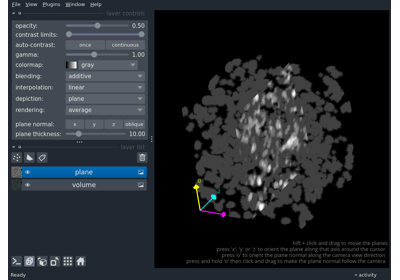 File View Plugins Window Help
layer controls
opacity: 0.50
contrast limits:
auto-contrast: once continuous
gamma: 1.00
colormap: gray
blending: additive
interpolation: linear
depiction: plane
rendering: average
plane normal: x y z oblique
plane thickness: 10.00
layer list
plane
volume
shift + click and drag to move the planes
press 'x', 'y' or 'z' to orient the plane along that axis around the cursor
press 'o' to orient the plane normal along the camera view direction
press and hold 'o' then click and drag to make the plane normal follow the camera
Ready
activity